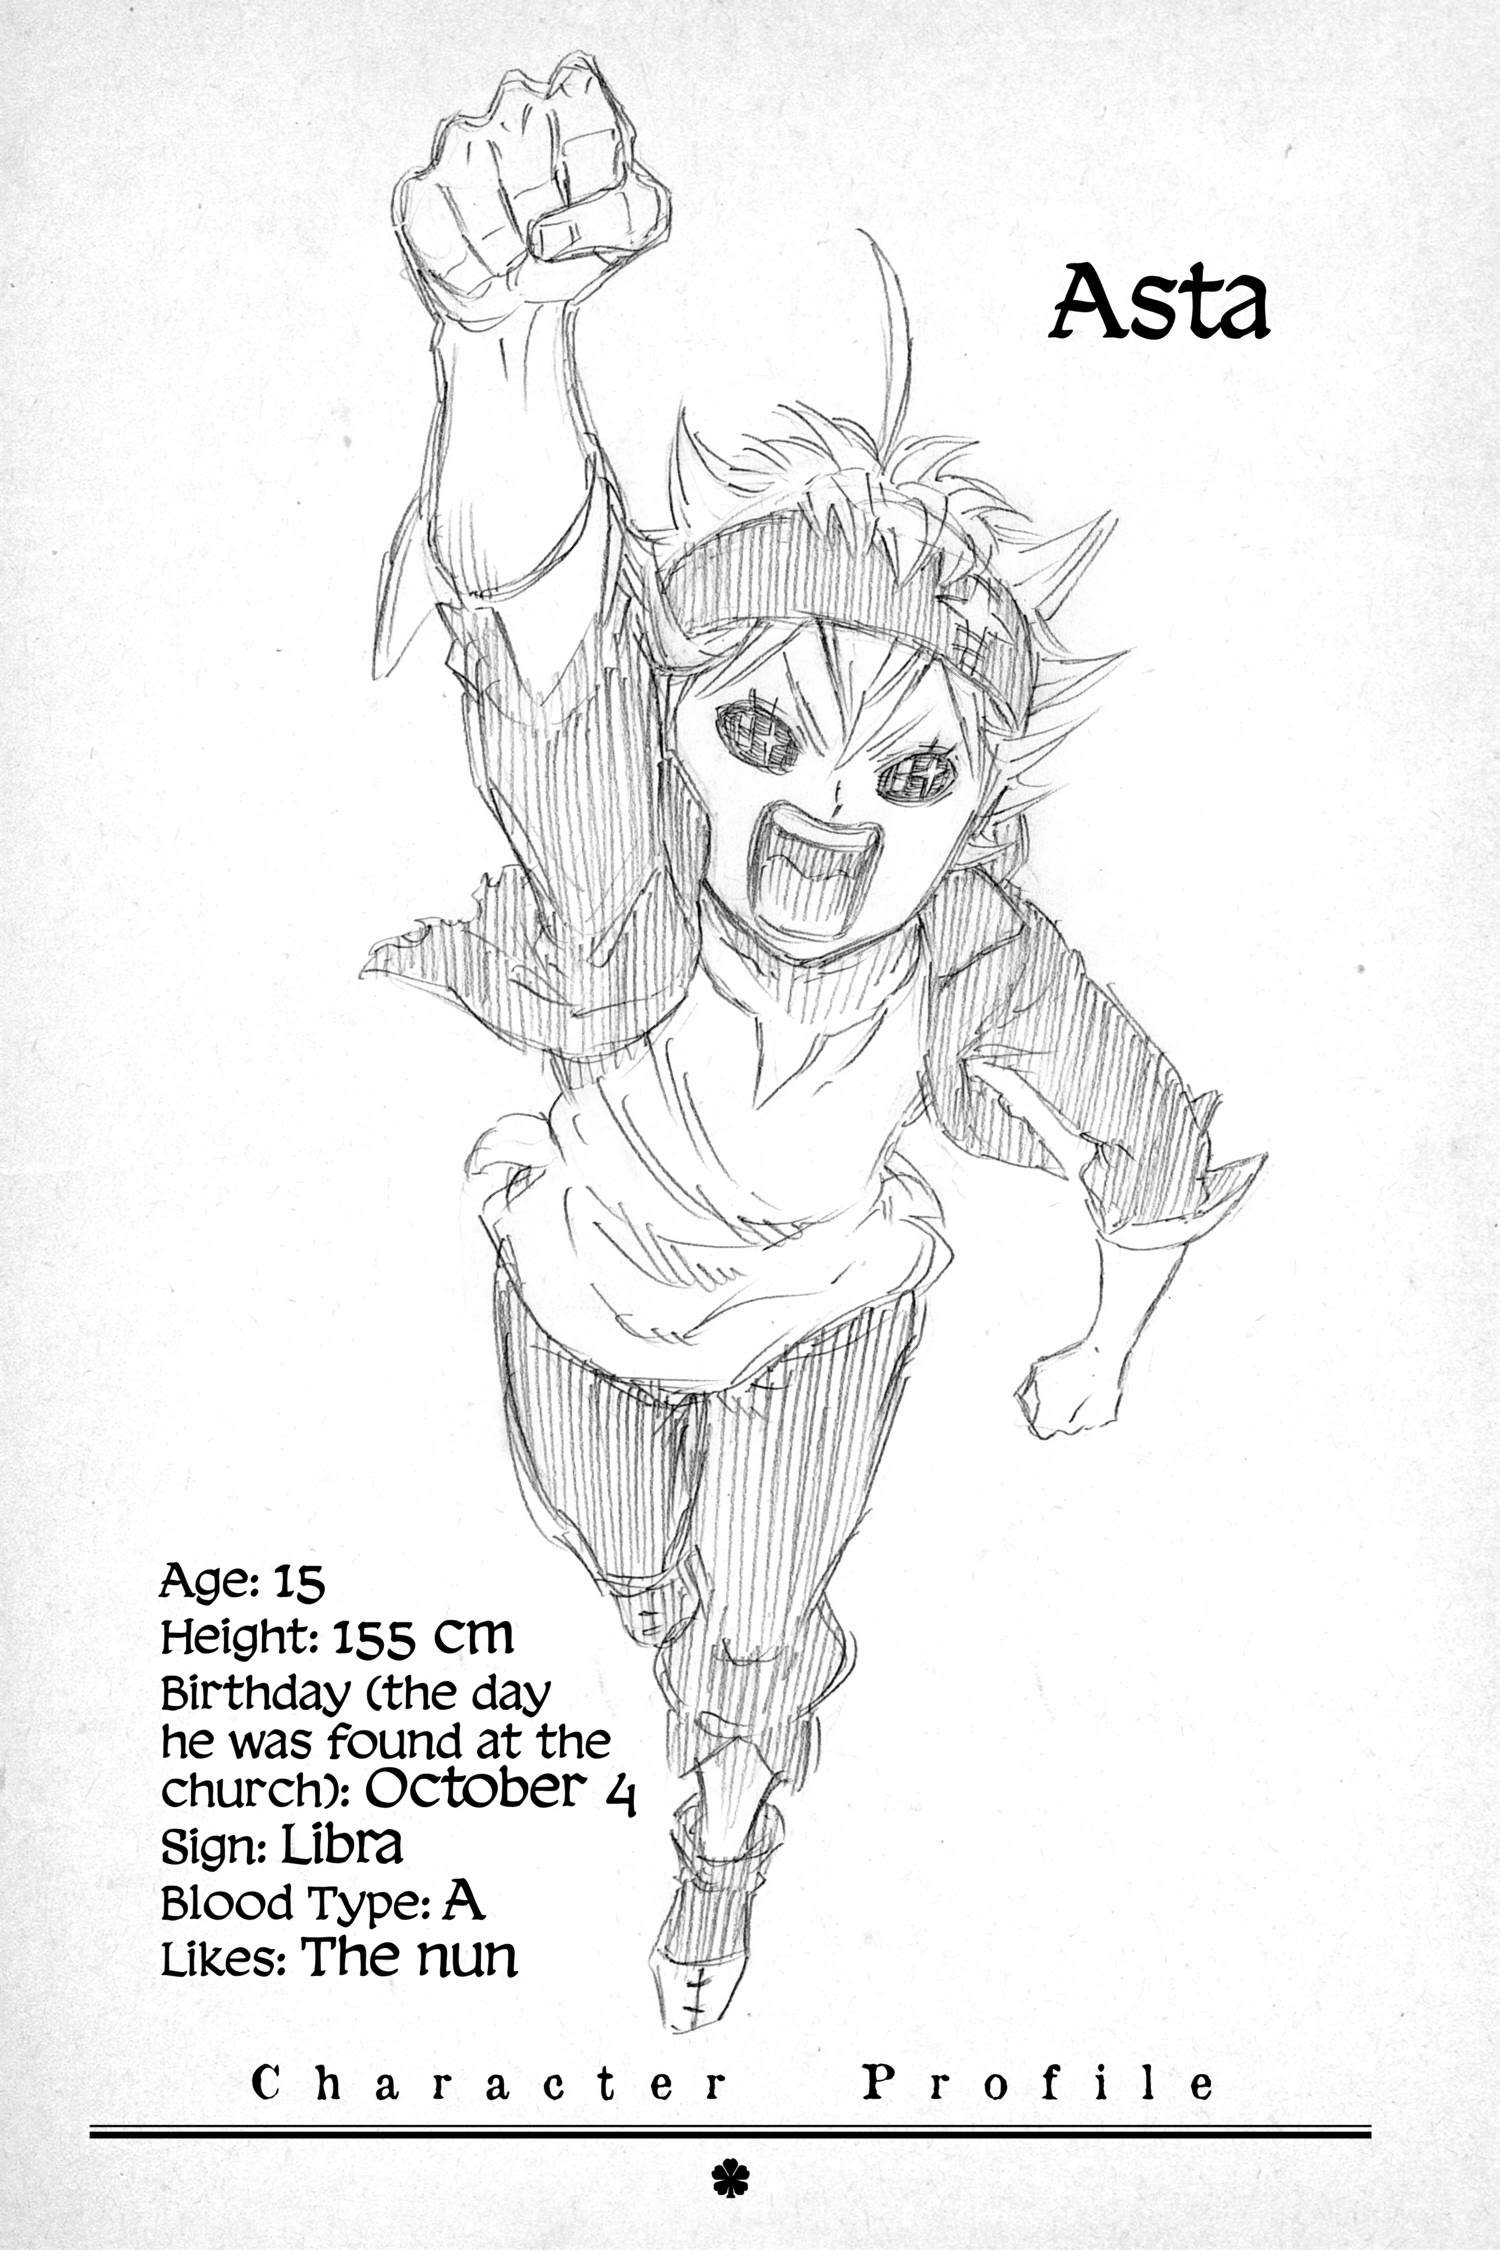 Asta
Age: 15
Height: 155 cm
Birthday (the day
he was found at the
church): October 4
Sign: Libra
Blood Type: A
Likes: The nun
Character Profile